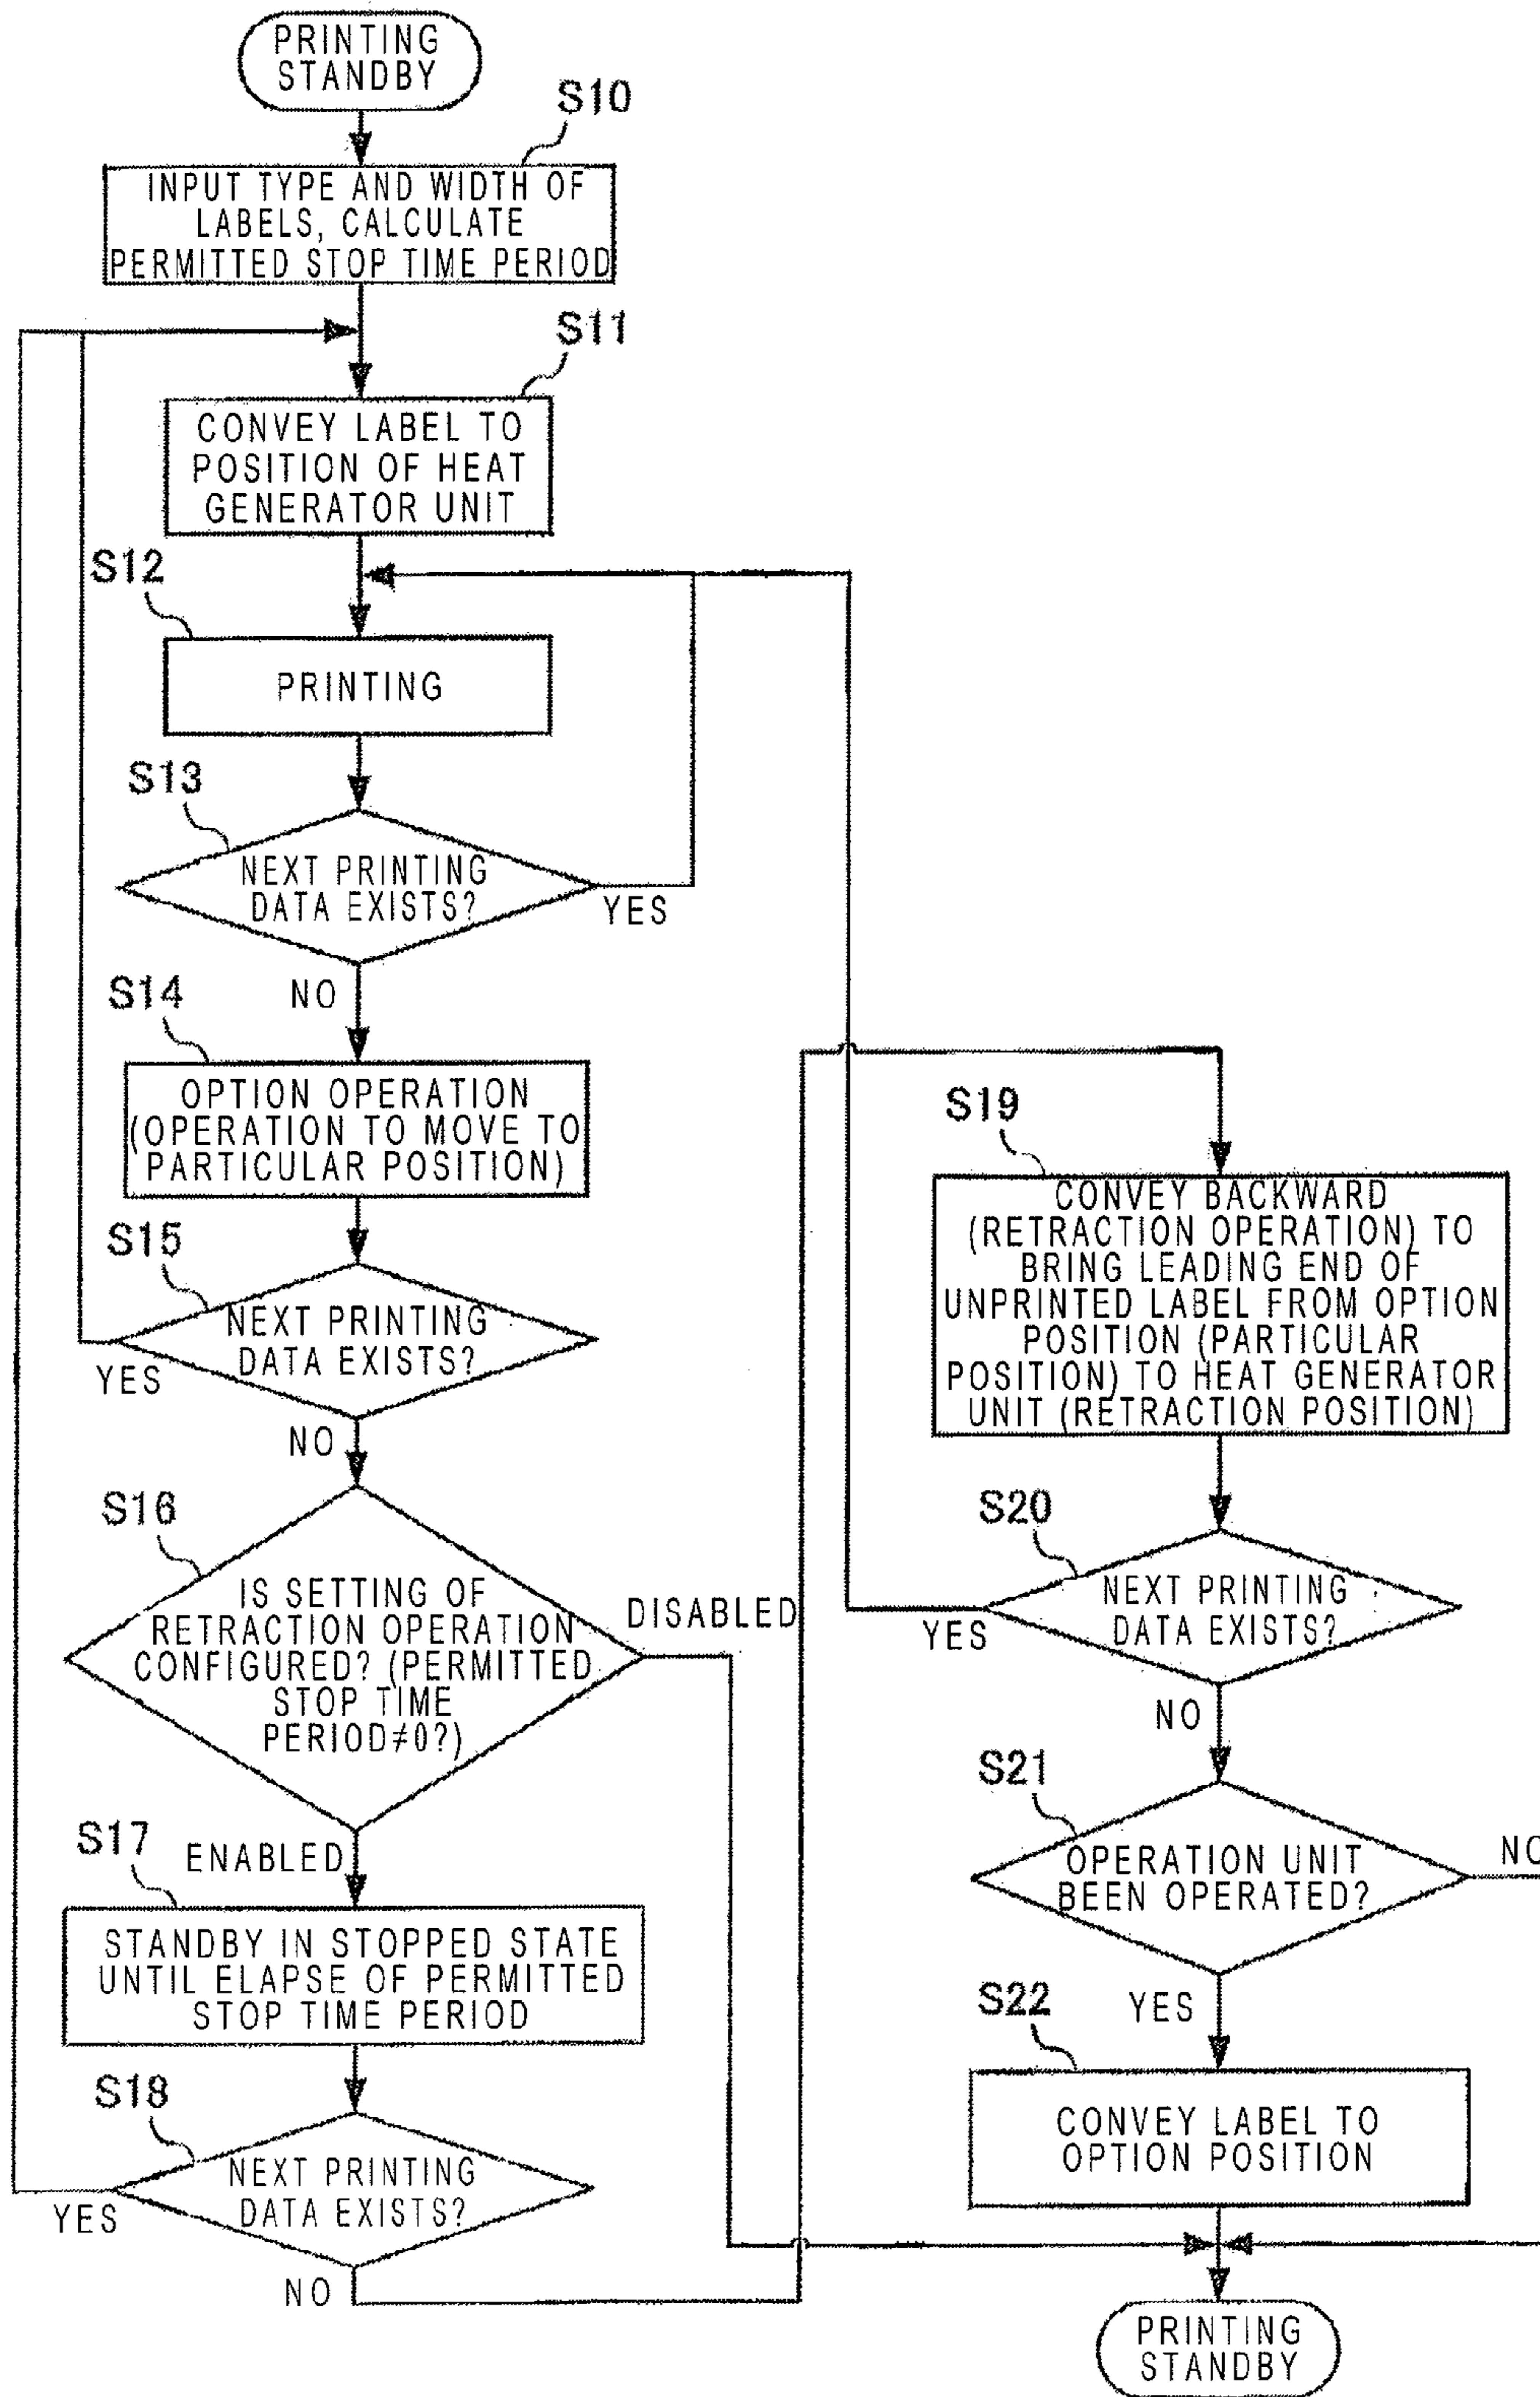 PRINTING
STANDBY
S10
INPUT TYPE AND WIDTH OF
LABELS, CALCULATE
PERMITTED STOP TIME PERIOD
S11
CONVEY LABEL TO
POSITION OF HEAT
GENERATOR UNIT
S12
PRINTING
S13
NEXT PRINTING
DATA EXISTS?
YES
NO
S14
OPTION OPERATION
(OPERATION TO MOVE TO
PARTICULAR POSITION)
S15
NEXT PRINTING
DATA EXISTS?
YES
NO
S16
IS SETTING OF
RETRACTION OPERATION
CONFIGURED? (PERMITTED
STOP TIME
PERIOD≠0?)
DISABLED
ENABLED
S17
STANDBY IN STOPPED STATE
UNTIL ELAPSE OF PERMITTED
STOP TIME PERIOD
S18
NEXT PRINTING
DATA EXISTS?
YES
NO
S19
CONVEY BACKWARD
(RETRACTION OPERATION) TO
BRING LEADING END OF
UNPRINTED LABEL FROM OPTION
POSITION (PARTICULAR
POSITION) TO HEAT GENERATOR
UNIT (RETRACTION POSITION)
S20
NEXT PRINTING
DATA EXISTS?
YES
NO
S21
OPERATION UNIT
BEEN OPERATED?
NO
YES
S22
CONVEY LABEL TO
OPTION POSITION
PRINTING
STANDBY